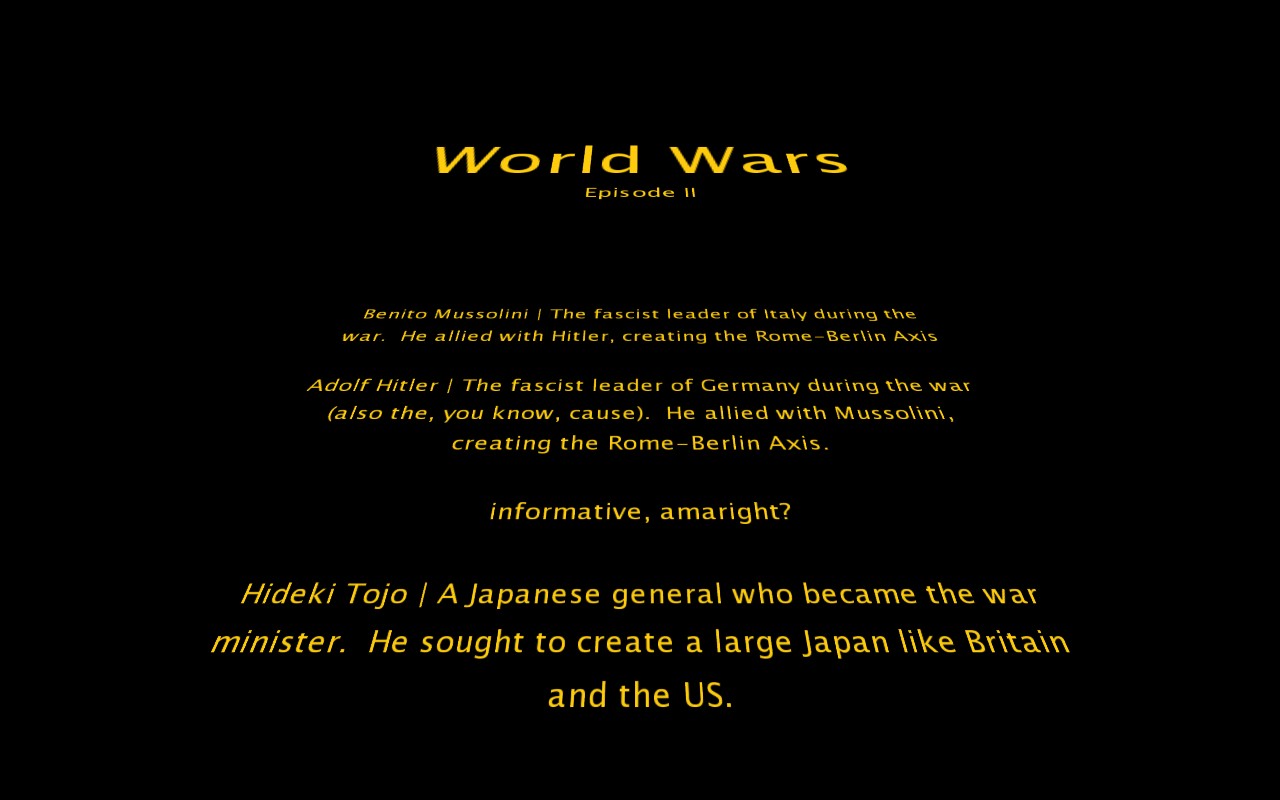 World Wars
Episode II
Benito Mussolini | The fascist leader of Italy during the
war.  He allied with Hitler, creating the Rome-Berlin Axis
Adolf Hitler | The fascist leader of Germany during the war
(also the, you know, cause).  He allied with Mussolini,
creating the Rome-Berlin Axis.
informative, amaright?
Hideki Tojo | A Japanese general who became the war
minister.  He sought to create a large Japan like Britain
and the US.